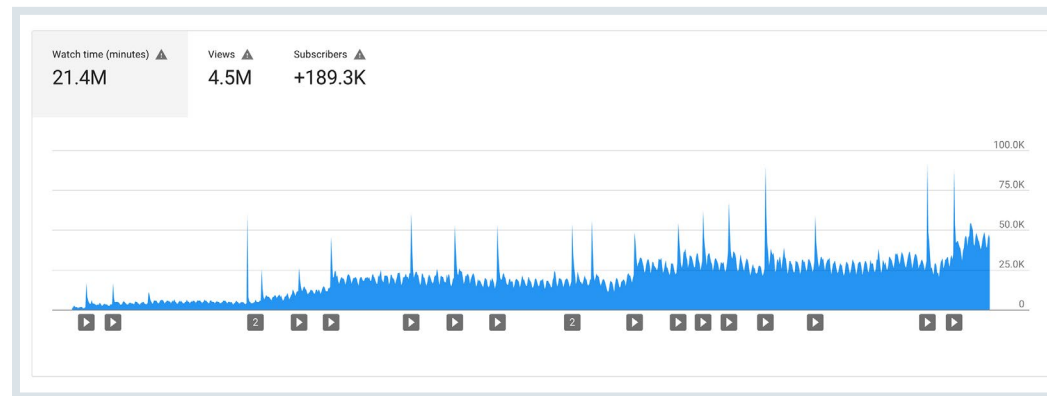 Watch time (minutes)
21.4M
Views
4.5M
Subscribers
+189.3K
100.0K
75.0K
50.0K
25.0K
0
2
2